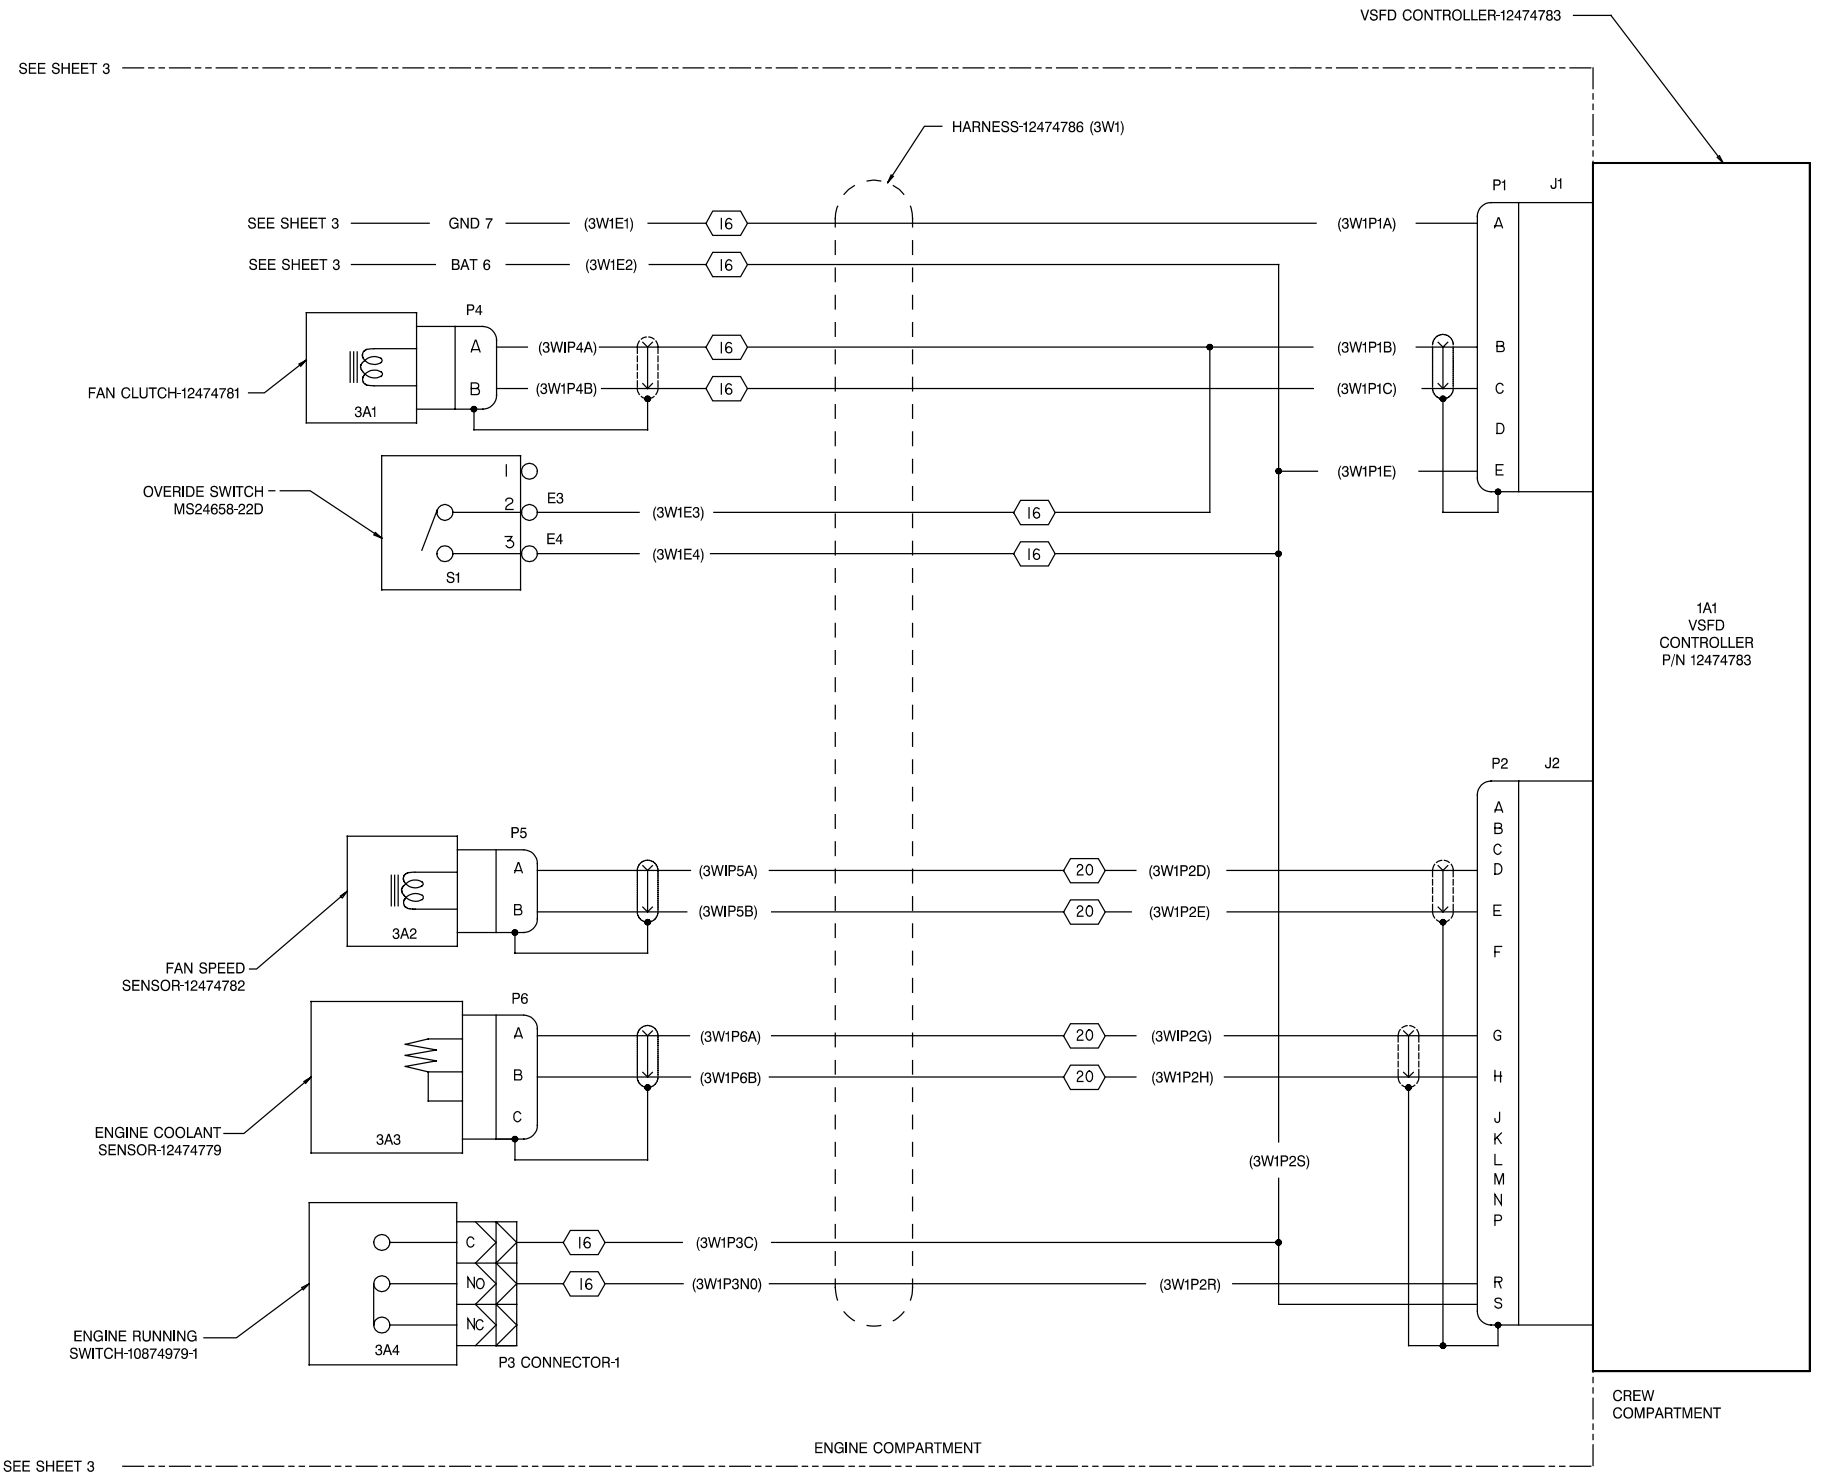 VSFD CONTROLLER-12474783
SEE SHEET 3
HARNESS-12474786 (3W1)
P1 J1
SEE SHEET 3 GND 7 (3W1E1) 16 (3W1P1A) A
SEE SHEET 3 BAT 6 (3W1E2) 16
P4
A (3WIP4A) 16 (3W1P1B) B
B (3W1P4B) 16 (3W1P1C) C
FAN CLUTCH-12474781
3A1
D
1
(3W1P1E) E
OVERIDE SWITCH -
MS24658-22D
2 E3 (3W1E3) 16
3 E4 (3W1E4) 16
S1
1A1
VSFD
CONTROLLER
P/N 12474783
P2 J2
A
B
C
P5
A (3WIP5A) 20 (3W1P2D) D
B (3WIP5B) 20 (3W1P2E) E
3A2
F
FAN SPEED
SENSOR-12474782
P6
A (3W1P6A) 20 (3WIP2G) G
B (3W1P6B) 20 (3W1P2H) H
C
J
ENGINE COOLANT
SENSOR-12474779
3A3
K
L
(3W1P2S)
M
N
P
C 16 (3W1P3C)
NO 16 (3W1P3N0) (3W1P2R) R
S
NC
3A4
ENGINE RUNNING
SWITCH-10874979-1
P3 CONNECTOR-1
CREW
COMPARTMENT
ENGINE COMPARTMENT
SEE SHEET 3